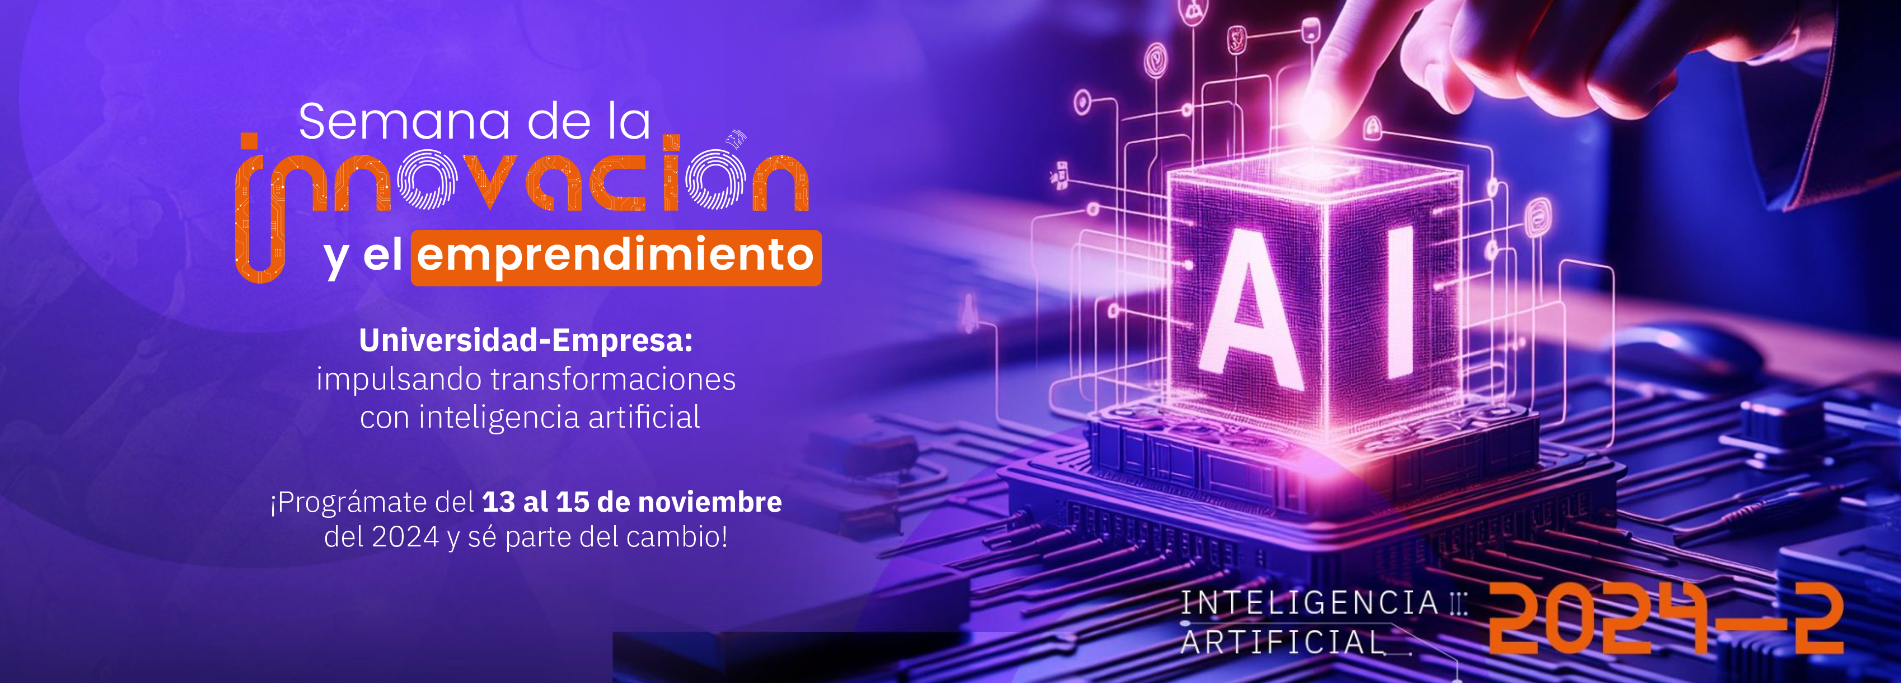 Semana de la
innovación
y el emprendimiento
Universidad-Empresa:
impulsando transformaciones
con inteligencia artificial
¡Prográmate del 13 al 15 de noviembre
del 2024 y sé parte del cambio!
AI
INTELIGENCIA
ARTIFICIAL
2024—2